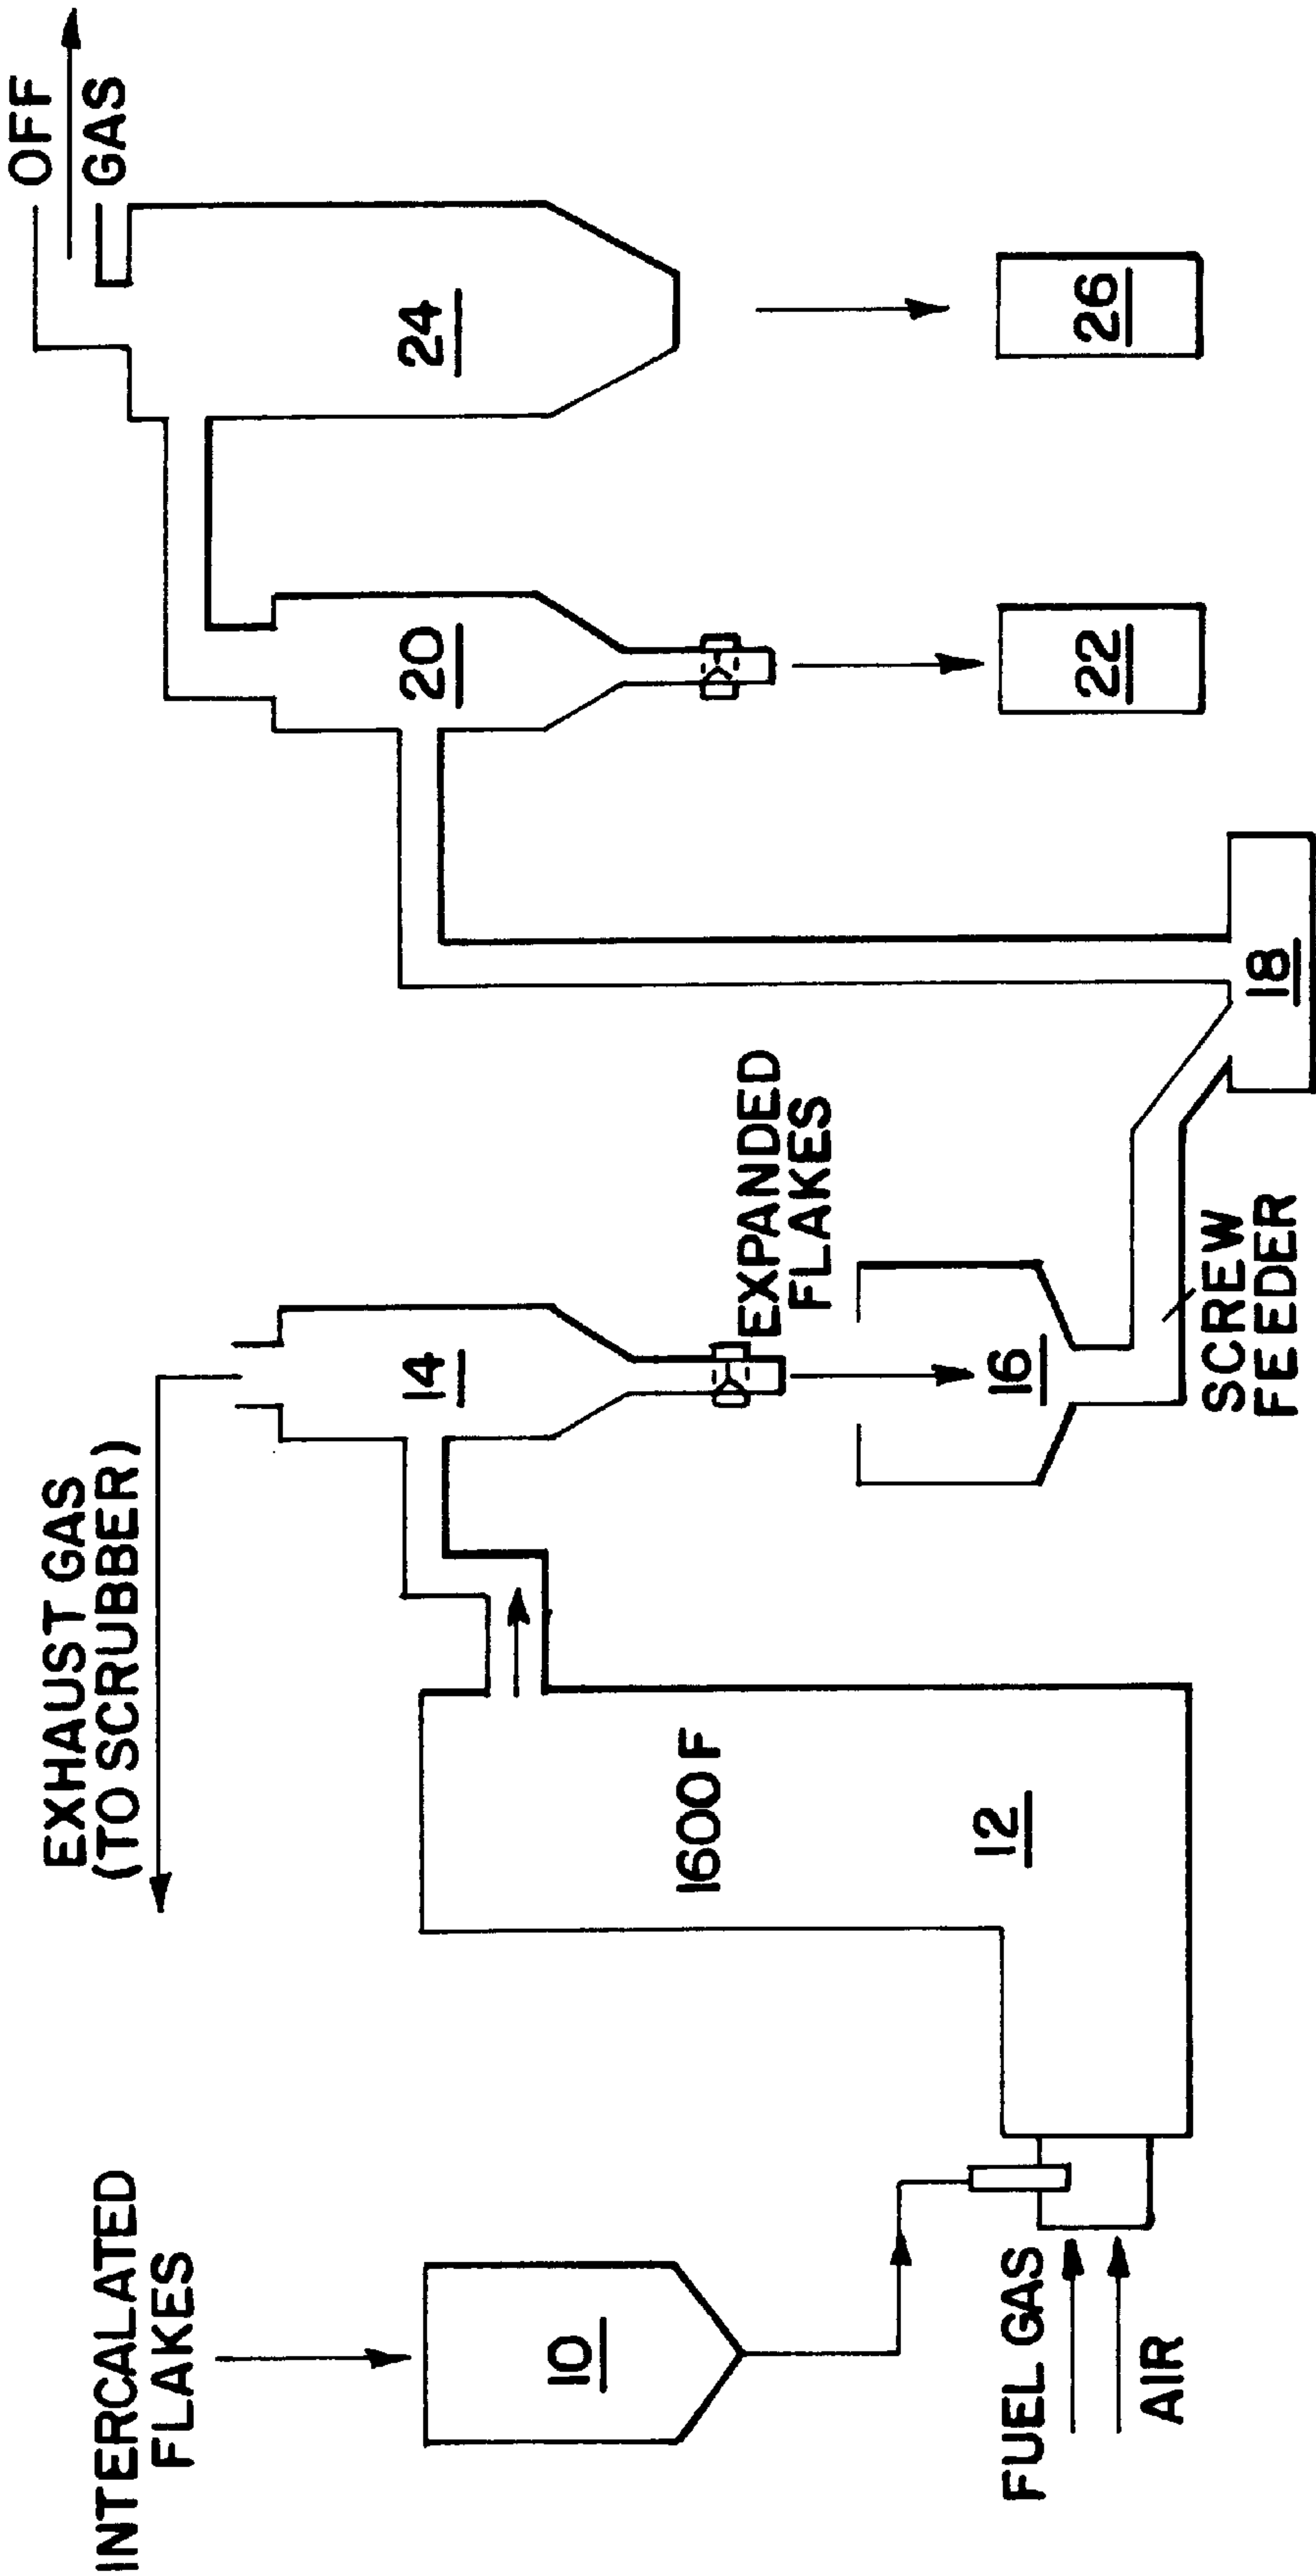 INTERCALATED
FLAKES
10
FUEL GAS
AIR
12
1600 F
EXHAUST GAS
(TO SCRUBBER)
14
EXPANDED
FLAKES
16
SCREW
FEEDER
18
20
22
24
26
OFF
GAS